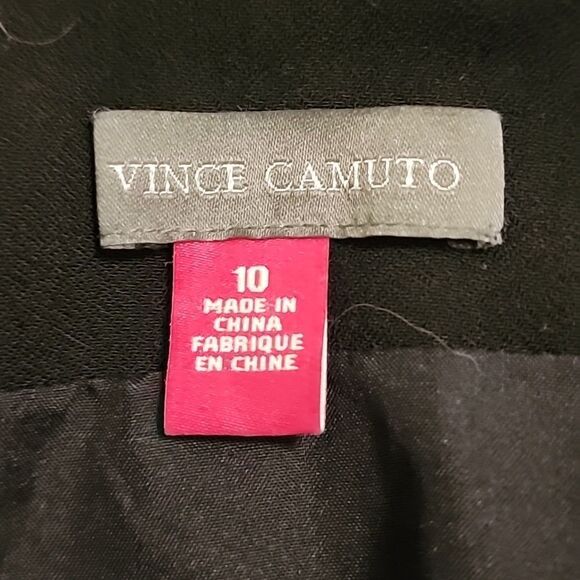 VINCE CAMUTO
10
MADE IN
CHINA
FABRIQUE
EN CHINE